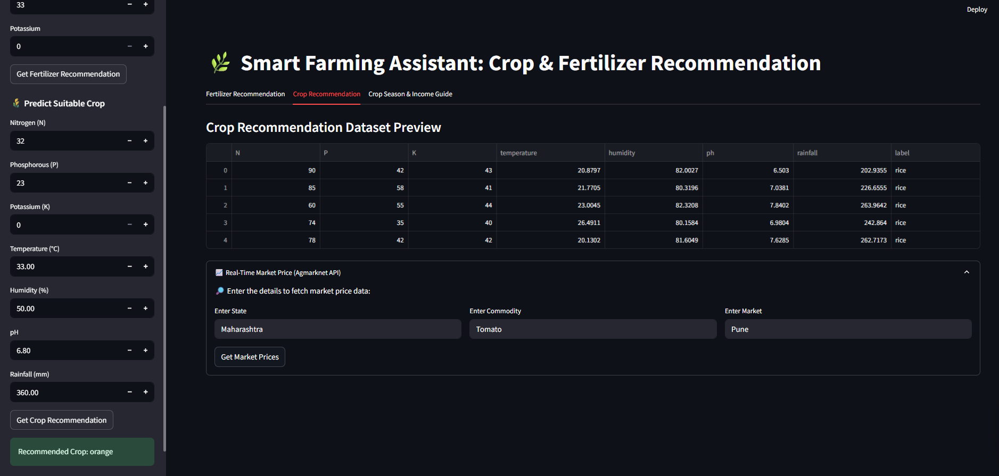 33
Potassium
0
Get Fertilizer Recommendation
Predict Suitable Crop
Nitrogen (N)
32
Phosphorous (P)
23
Potassium (K)
0
Temperature (°C)
33.00
Humidity (%)
50.00
pH
6.80
Rainfall (mm)
360.00
Get Crop Recommendation
Recommended Crop: orange
Deploy
Smart Farming Assistant: Crop & Fertilizer Recommendation
Fertilizer Recommendation Crop Recommendation Crop Season & Income Guide
Crop Recommendation Dataset Preview
N P K temperature humidity ph rainfall label
0 90 42 43 20.8797 82.0027 6.503 202.9355 rice
1 85 58 41 21.7705 80.3196 7.0381 226.6555 rice
2 60 55 44 23.0045 82.3208 7.8402 263.9642 rice
3 74 35 40 26.4911 80.1584 6.9804 242.864 rice
4 78 42 42 20.1302 81.6049 7.6285 262.7173 rice
Real-Time Market Price (Agmarknet API)
Enter the details to fetch market price data:
Enter State Enter Commodity Enter Market
Maharashtra Tomato Pune
Get Market Prices